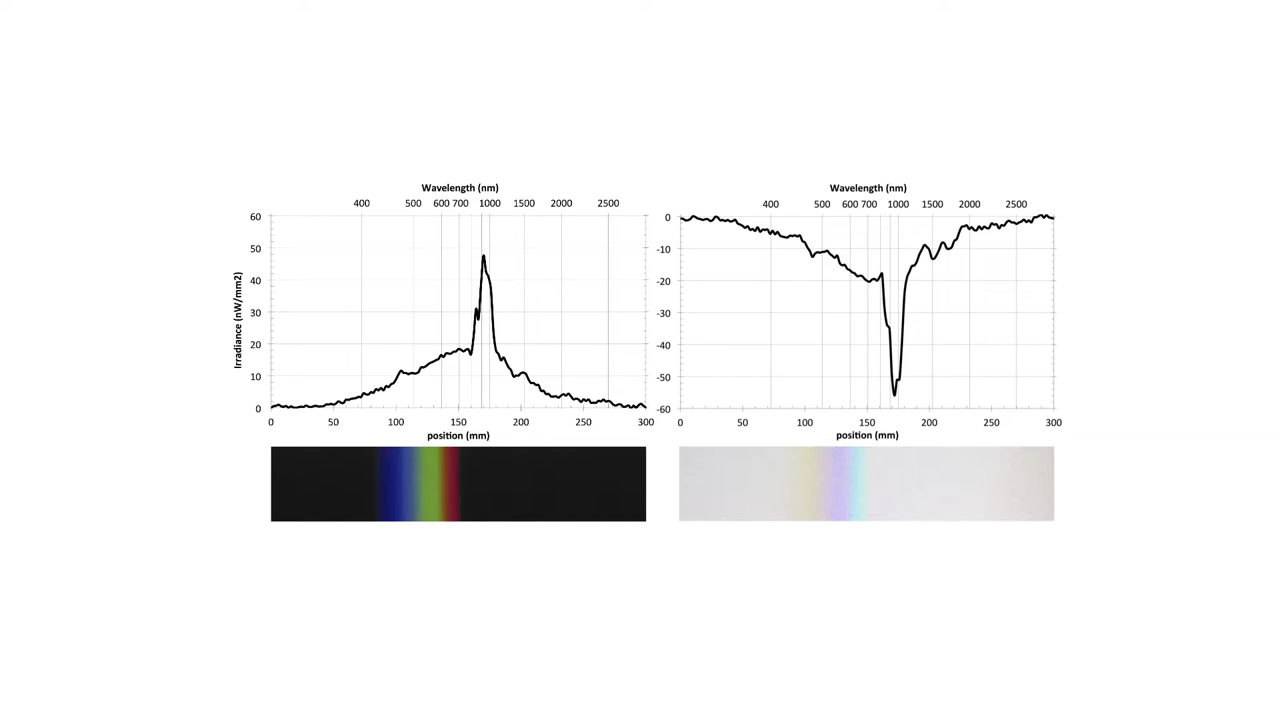 Wavelength (nm)
400 500 600 700 1000 1500 2000 2500
60
50
40
30
20
10
0
Irradiance (nW/mm2)
0 50 100 150 200 250 300
position (mm)
Wavelength (nm)
400 500 600 700 1000 1500 2000 2500
0
-10
-20
-30
-40
-50
-60
0 50 100 150 200 250 300
position (mm)